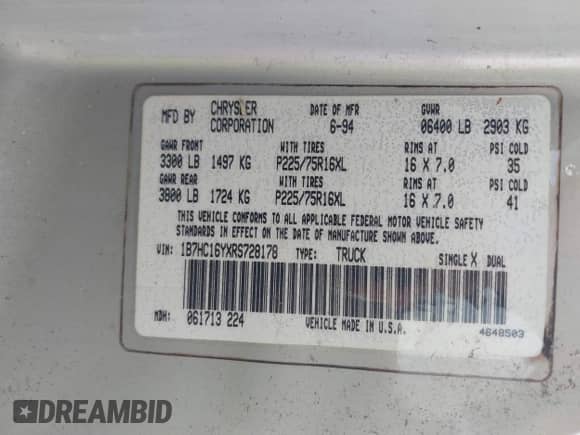 MFD BY CHRYSLER CORPORATION DATE OF MFR 6-94 GVWR 06400 LB 2903 KG
GAWR FRONT WITH TIRES RIMS AT PSI COLD
3300 LB 1497 KG P225/75R16XL 16 X 7.0 35
GAWR REAR WITH TIRES RIMS AT PSI COLD
3800 LB 1724 KG P225/75R16XL 16 X 7.0 41
THIS VEHICLE CONFORMS TO ALL APPLICABLE FEDERAL MOTOR VEHICLE SAFETY
STANDARDS IN EFFECT ON THE DATE OF MANUFACTURE SHOWN ABOVE.
VIN: 1B7HC16YXRS728178 TYPE: TRUCK SINGLE X DUAL
MDH: 061713 224 VEHICLE MADE IN U.S.A. 4648503
DREAMBID